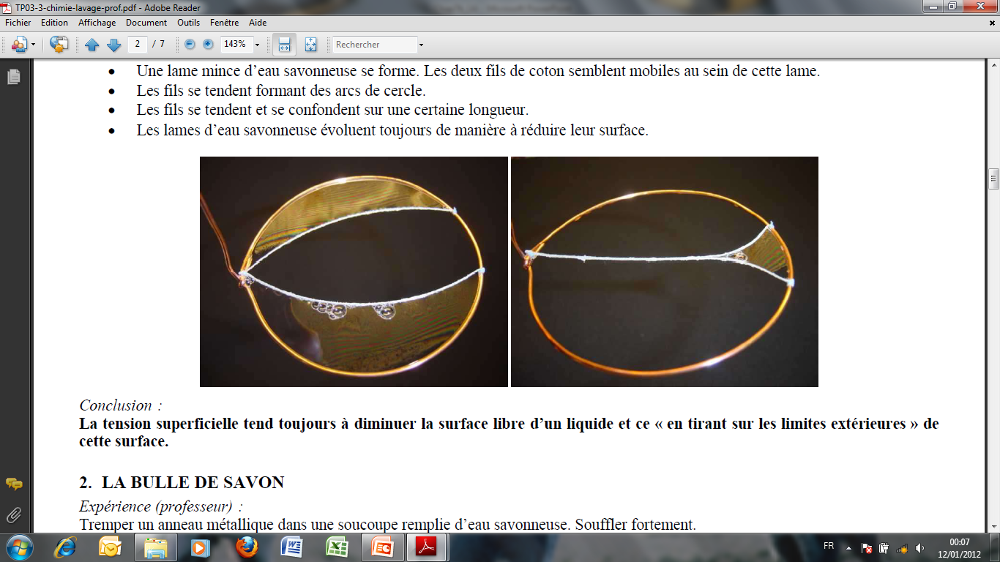 TP03-3-chimie-lavage-prof.pdf - Adobe Reader
Fichier Edition Affichage Document Outils Fenêtre Aide
2 / 7 143% Rechercher
• Une lame mince d’eau savonneuse se forme. Les deux fils de coton semblent mobiles au sein de cette lame.
• Les fils se tendent formant des arcs de cercle.
• Les fils se tendent et se confondent sur une certaine longueur.
• Les lames d’eau savonneuse évoluent toujours de manière à réduire leur surface.
Conclusion :
La tension superficielle tend toujours à diminuer la surface libre d’un liquide et ce « en tirant sur les limites extérieures » de
cette surface.
2. LA BULLE DE SAVON
Expérience (professeur) :
Tremper un anneau métallique dans une soucoupe remplie d’eau savonneuse. Souffler fortement.
FR 00:07
12/01/2012